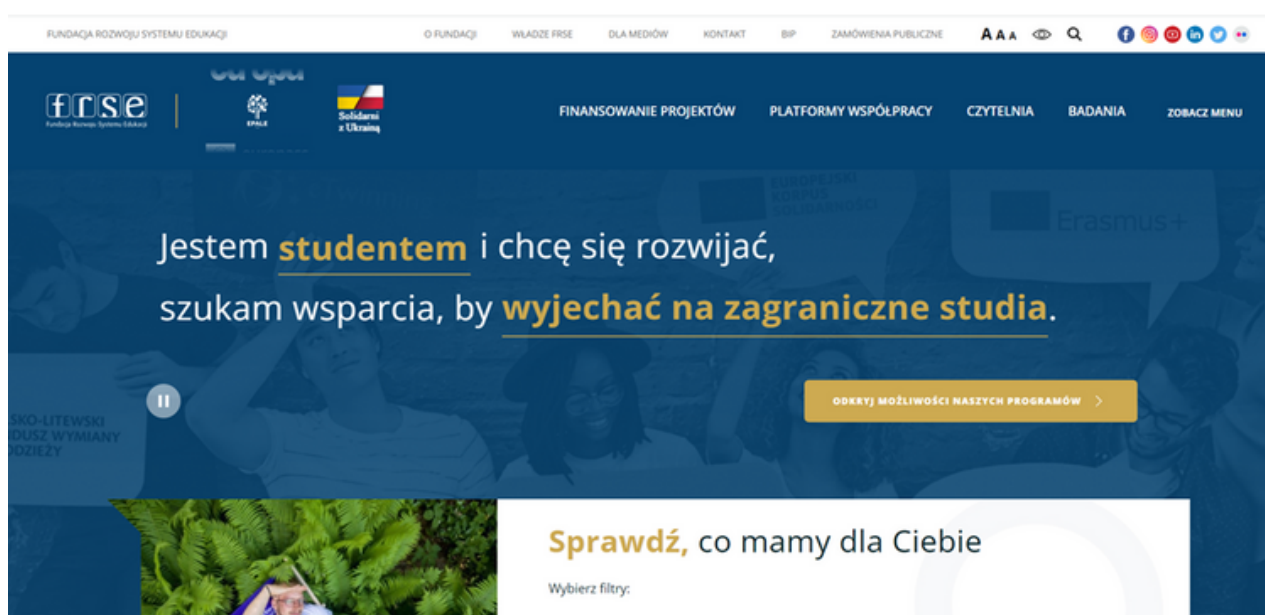 FUNDACJA ROZWOJU SYSTEMU EDUKACJI
O FUNDACJI WŁADZE FRSE DLA MEDIÓW KONTAKT BIP ZAMÓWIENIA PUBLICZNE A A A
frse
Fundacja Rozwoju Systemu Edukacji
EPALE
Solidarni
z Ukrainą
FINANSOWANIE PROJEKTÓW PLATFORMY WSPÓŁPRACY CZYTELNIA BADANIA ZOBACZ MENU
EUROPEJSKI
KORPUS
SOLIDARNOŚCI
Erasmus+
Jestem studentem i chcę się rozwijać,
szukam wsparcia, by wyjechać na zagraniczne studia.
ODKRYJ MOŻLIWOŚCI NASZYCH PROGRAMÓW
SKO-LITEWSKI
DUSZ WYMIANY
ODZIEŻY
Sprawdź, co mamy dla Ciebie
Wybierz filtry: